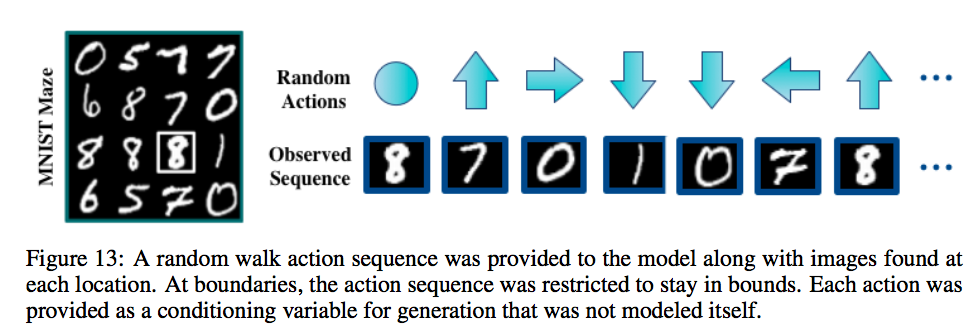 MNIST Maze
0 5 7 7
6 8 7 0
8 8 8 1
6 5 7 0
Random
Actions
...
Observed
Sequence
8 7 0 1 0 7 8 ...
Figure 13: A random walk action sequence was provided to the model along with images found at
each location. At boundaries, the action sequence was restricted to stay in bounds. Each action was
provided as a conditioning variable for generation that was not modeled itself.